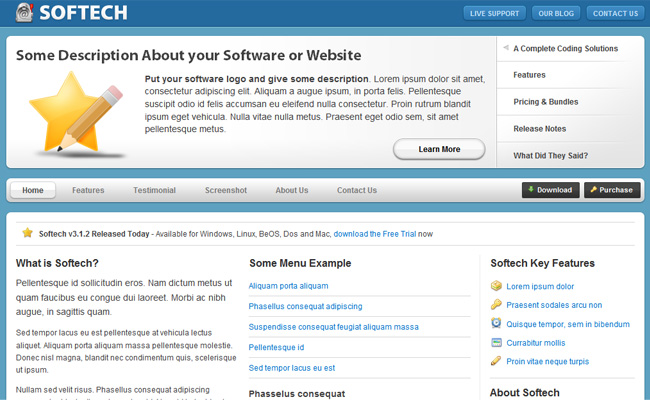 SOFTECH
LIVE SUPPORT
OUR BLOG
CONTACT US
Some Description About your Software or Website
Put your software logo and give some description. Lorem ipsum dolor sit amet,
consectetur adipiscing elit. Aliquam a augue ipsum, in porta felis. Pellentesque
suscipit odio id felis accumsan eu eleifend nulla consectetur. Proin rutrum blandit
ipsum eget vehicula. Nulla vitae nulla metus. Praesent eget odio sem, sit amet
pellentesque metus.
Learn More
A Complete Coding Solutions
Features
Pricing & Bundles
Release Notes
What Did They Said?
Home
Features
Testimonial
Screenshot
About Us
Contact Us
Download
Purchase
Softech v3.1.2 Released Today - Available for Windows, Linux, BeOS, Dos and Mac, download the Free Trial now
What is Softech?
Pellentesque id sollicitudin eros. Nam dictum metus ut
quam faucibus eu congue dui laoreet. Morbi ac nibh
augue, in sagittis quam.
Sed tempor lacus eu est pellentesque at vehicula lectus
aliquet. Aliquam porta aliquam massa pellentesque molestie.
Donec nisl magna, blandit nec condimentum quis, scelerisque
ut ipsum.
Nullam sed velit risus. Phasellus consequat adipiscing
Some Menu Example
Aliquam porta aliquam
Phasellus consequat adipiscing
Suspendisse consequat feugiat aliquam massa
Pellentesque id
Sed tempor lacus eu est
Phasselus consequat
Softech Key Features
Lorem ipsum dolor
Praesent sodales arcu non
Quisque tempor, sem in bibendum
Currabitur mollis
Proin vitae neque turpis
About Softech